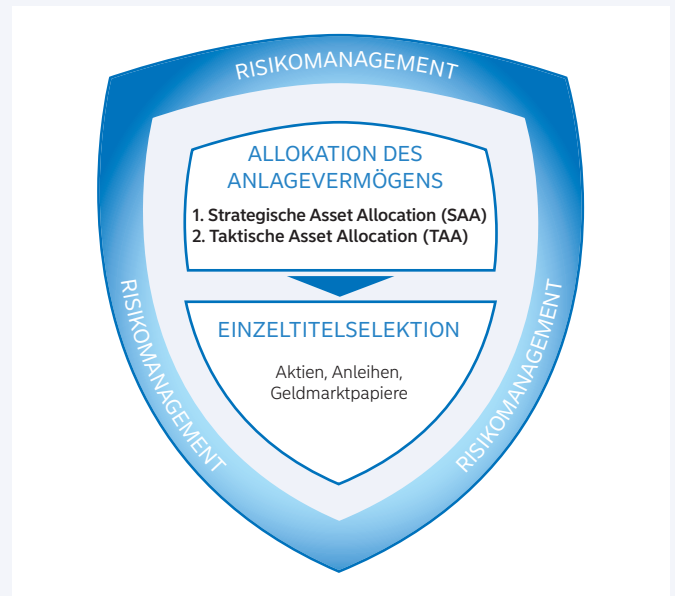 RISIKOMANAGEMENT
ALLOKATION DES
ANLAGEVERMÖGENS
1. Strategische Asset Allocation (SAA)
2. Taktische Asset Allocation (TAA)
EINZELTITELSELEKTION
Aktien, Anleihen,
Geldmarktpapiere
RISIKOMANAGEMENT
RISIKOMANAGEMENT